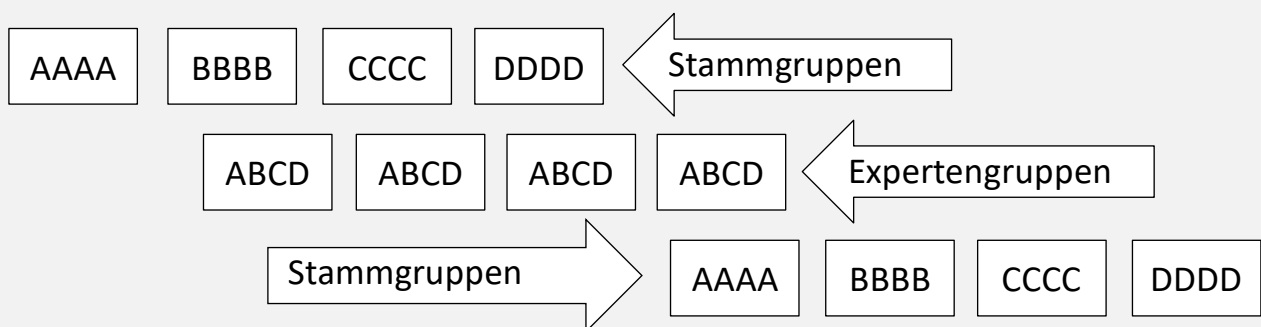 AAAA BBBB CCCC DDDD Stammgruppen
ABCD ABCD ABCD ABCD Expertengruppen
Stammgruppen AAAA BBBB CCCC DDDD